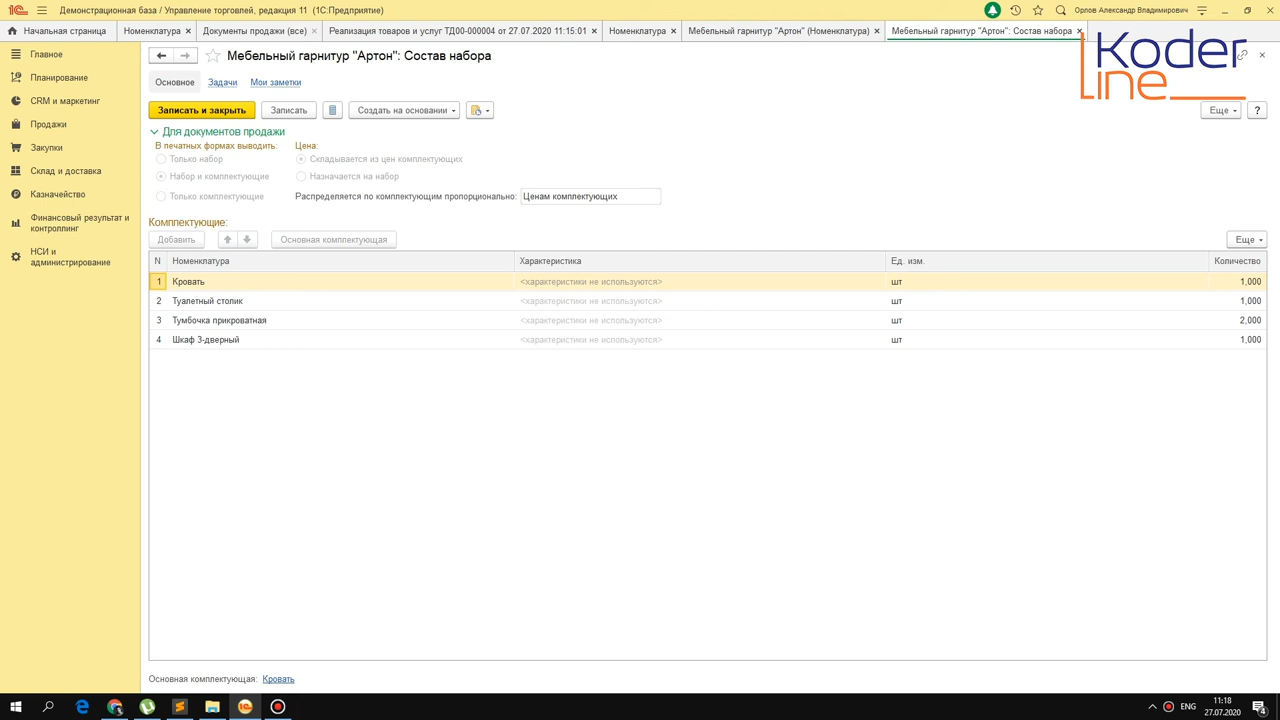 Демонстрационная база / Управление торговлей, редакция 11 (1С:Предприятие)
Орлов Александр Владимирович
Начальная страница
Номенклатура ×
Документы продажи (все) ×
Реализация товаров и услуг ТД00-000004 от 27.07.2020 11:15:01 ×
Номенклатура ×
Мебельный гарнитур "Артон" (Номенклатура) ×
Мебельный гарнитур "Артон": Состав набора ×
Koder
line
Главное
Планирование
CRM и маркетинг
Продажи
Закупки
Склад и доставка
Казначейство
Финансовый результат и
контроллинг
НСИ и
администрирование
Мебельный гарнитур "Артон": Состав набора
Основное Задачи Мои заметки
Записать и закрыть Записать Создать на основании Еще ?
Для документов продажи
В печатных формах выводить: Цена:
Только набор Складывается из цен комплектующих
Набор и комплектующие Назначается на набор
Только комплектующие Распределяется по комплектующим пропорционально: Ценам комплектующих
Комплектующие:
Добавить Основная комплектующая Еще
N Номенклатура Характеристика Ед. изм. Количество
1 Кровать <характеристики не используются> шт 1,000
2 Туалетный столик <характеристики не используются> шт 1,000
3 Тумбочка прикроватная <характеристики не используются> шт 2,000
4 Шкаф 3-дверный <характеристики не используются> шт 1,000
Основная комплектующая: Кровать
ENG
11:18
27.07.2020
4